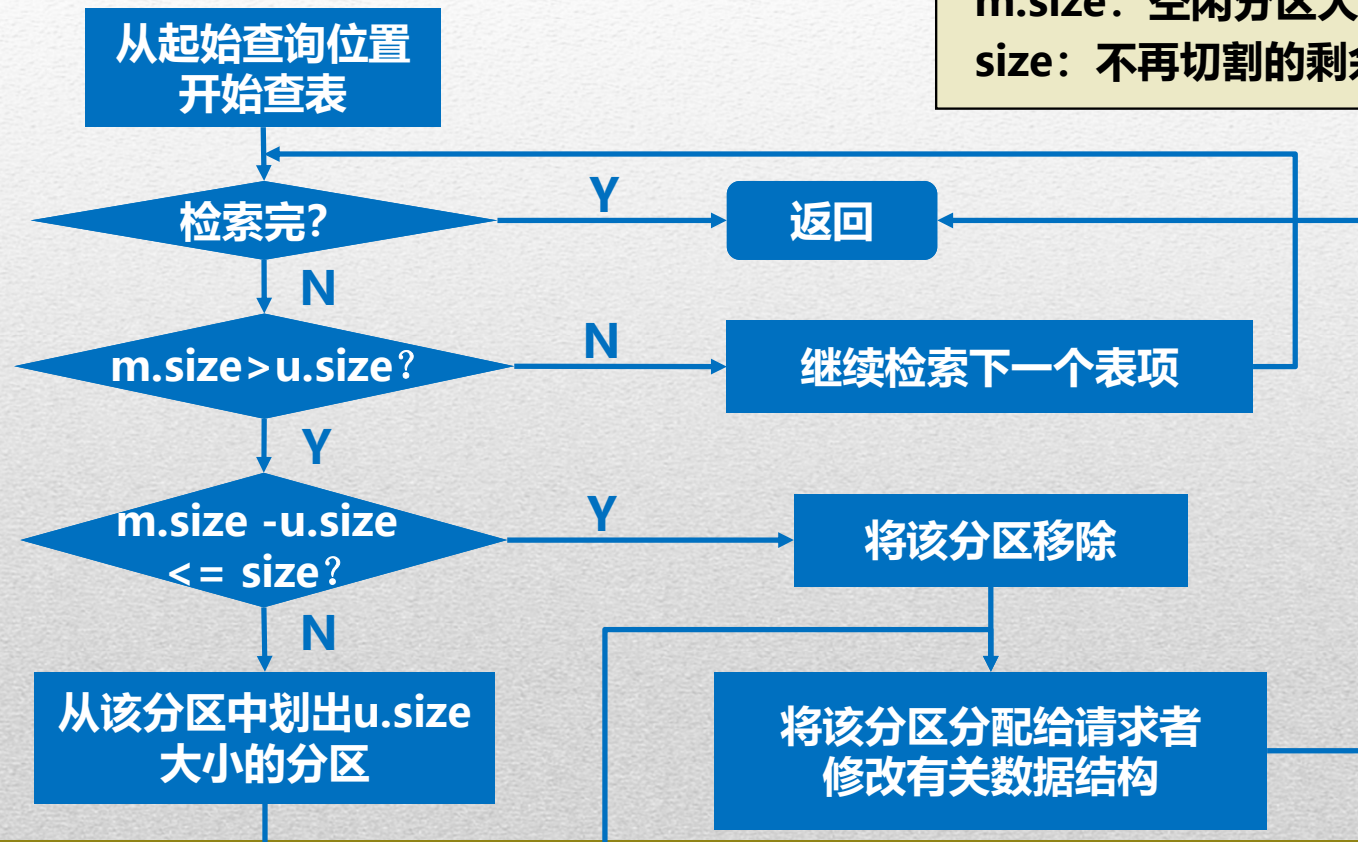 m.size：空闲分区大
size：不再切割的剩
从起始查询位置
开始查表
检索完?
Y
返回
N
m.size>u.size？
N
继续检索下一个表项
Y
m.size -u.size
<= size？
Y
将该分区移除
N
从该分区中划出u.size
大小的分区
将该分区分配给请求者
修改有关数据结构